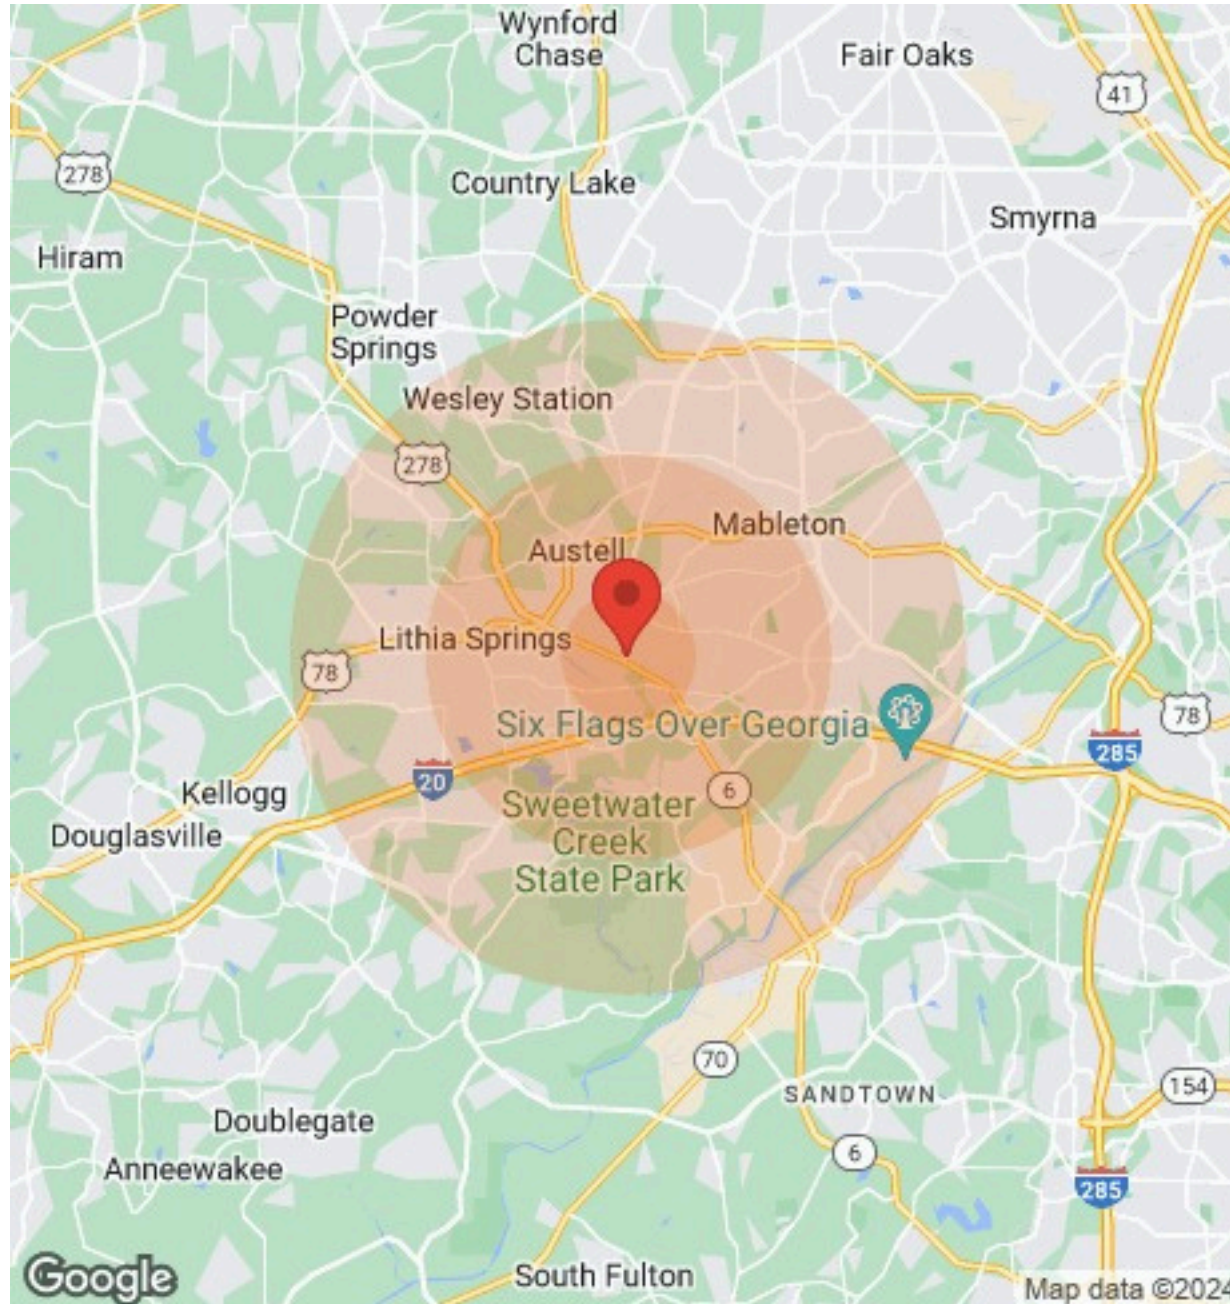 Wynford
Chase
Fair Oaks
41
278
Country Lake
Smyrna
Hiram
Powder
Springs
Wesley Station
278
Mableton
Austell
Lithia Springs
78
Six Flags Over Georgia
78
285
20
6
Kellogg
Sweetwater
Creek
State Park
Douglasville
70
154
SANDTOWN
Doublegate
6
Anneewakee
285
South Fulton
Google
Map data ©2024